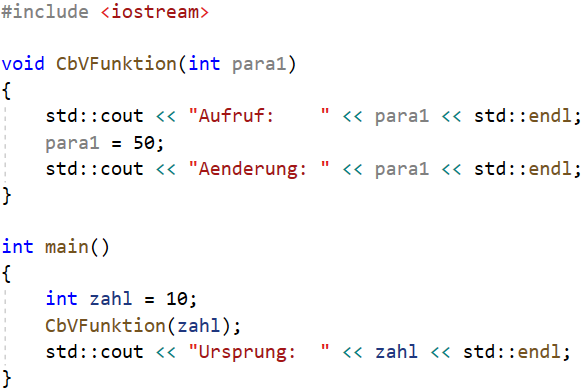 #include <iostream>
void CbVFunktion(int para1)
{
    std::cout << "Aufruf:    " << para1 << std::endl;
    para1 = 50;
    std::cout << "Aenderung: " << para1 << std::endl;
}
int main()
{
    int zahl = 10;
    CbVFunktion(zahl);
    std::cout << "Ursprung:  " << zahl << std::endl;
}